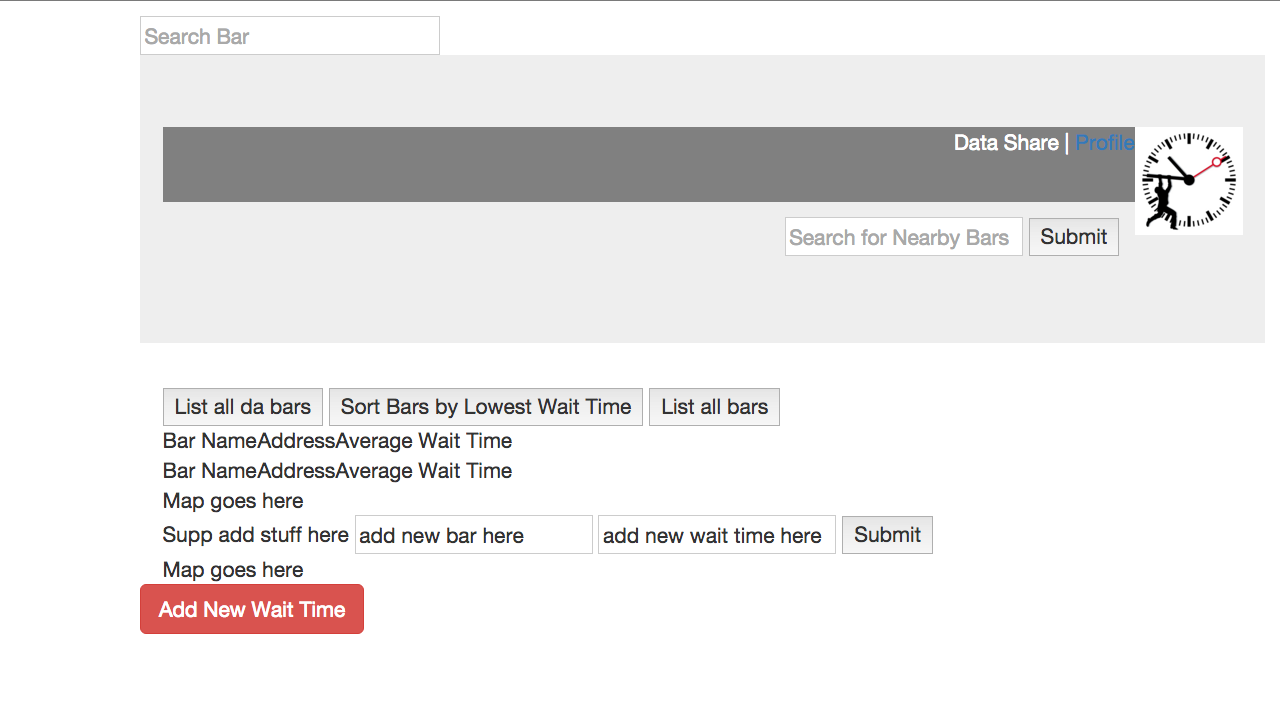 Search Bar
Data Share | Profile
Search for Nearby Bars Submit
List all da bars Sort Bars by Lowest Wait Time List all bars
Bar NameAddressAverage Wait Time
Bar NameAddressAverage Wait Time
Map goes here
Supp add stuff here add new bar here add new wait time here Submit
Map goes here
Add New Wait Time